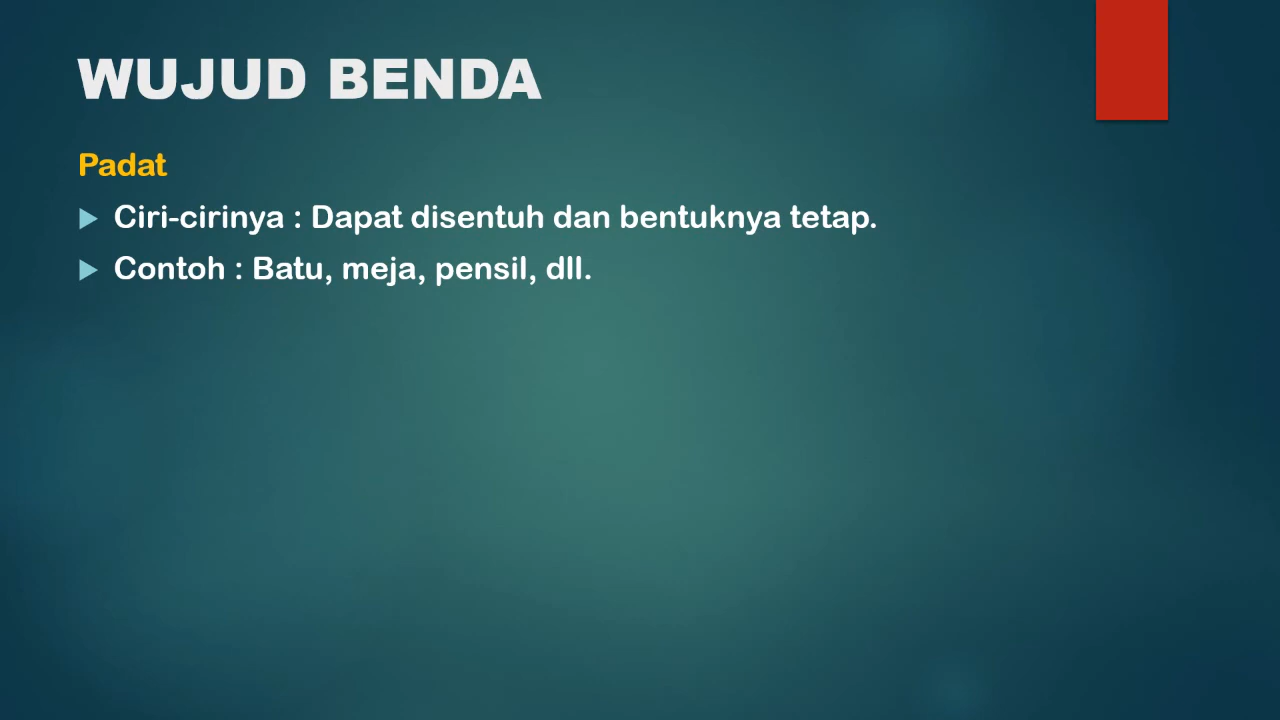 WUJUD BENDA
Padat
Ciri-cirinya : Dapat disentuh dan bentuknya tetap.
Contoh : Batu, meja, pensil, dll.